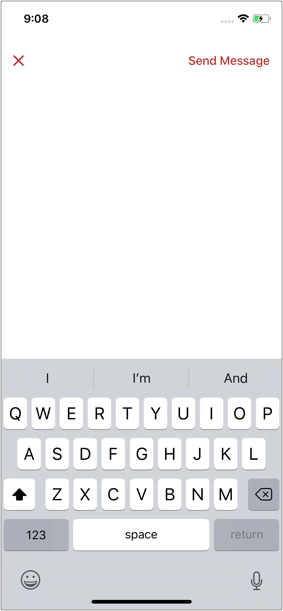 9:08
Send Message
I I'm And
Q W E R T Y U I O P
A S D F G H J K L
Z X C V B N M
123 space return